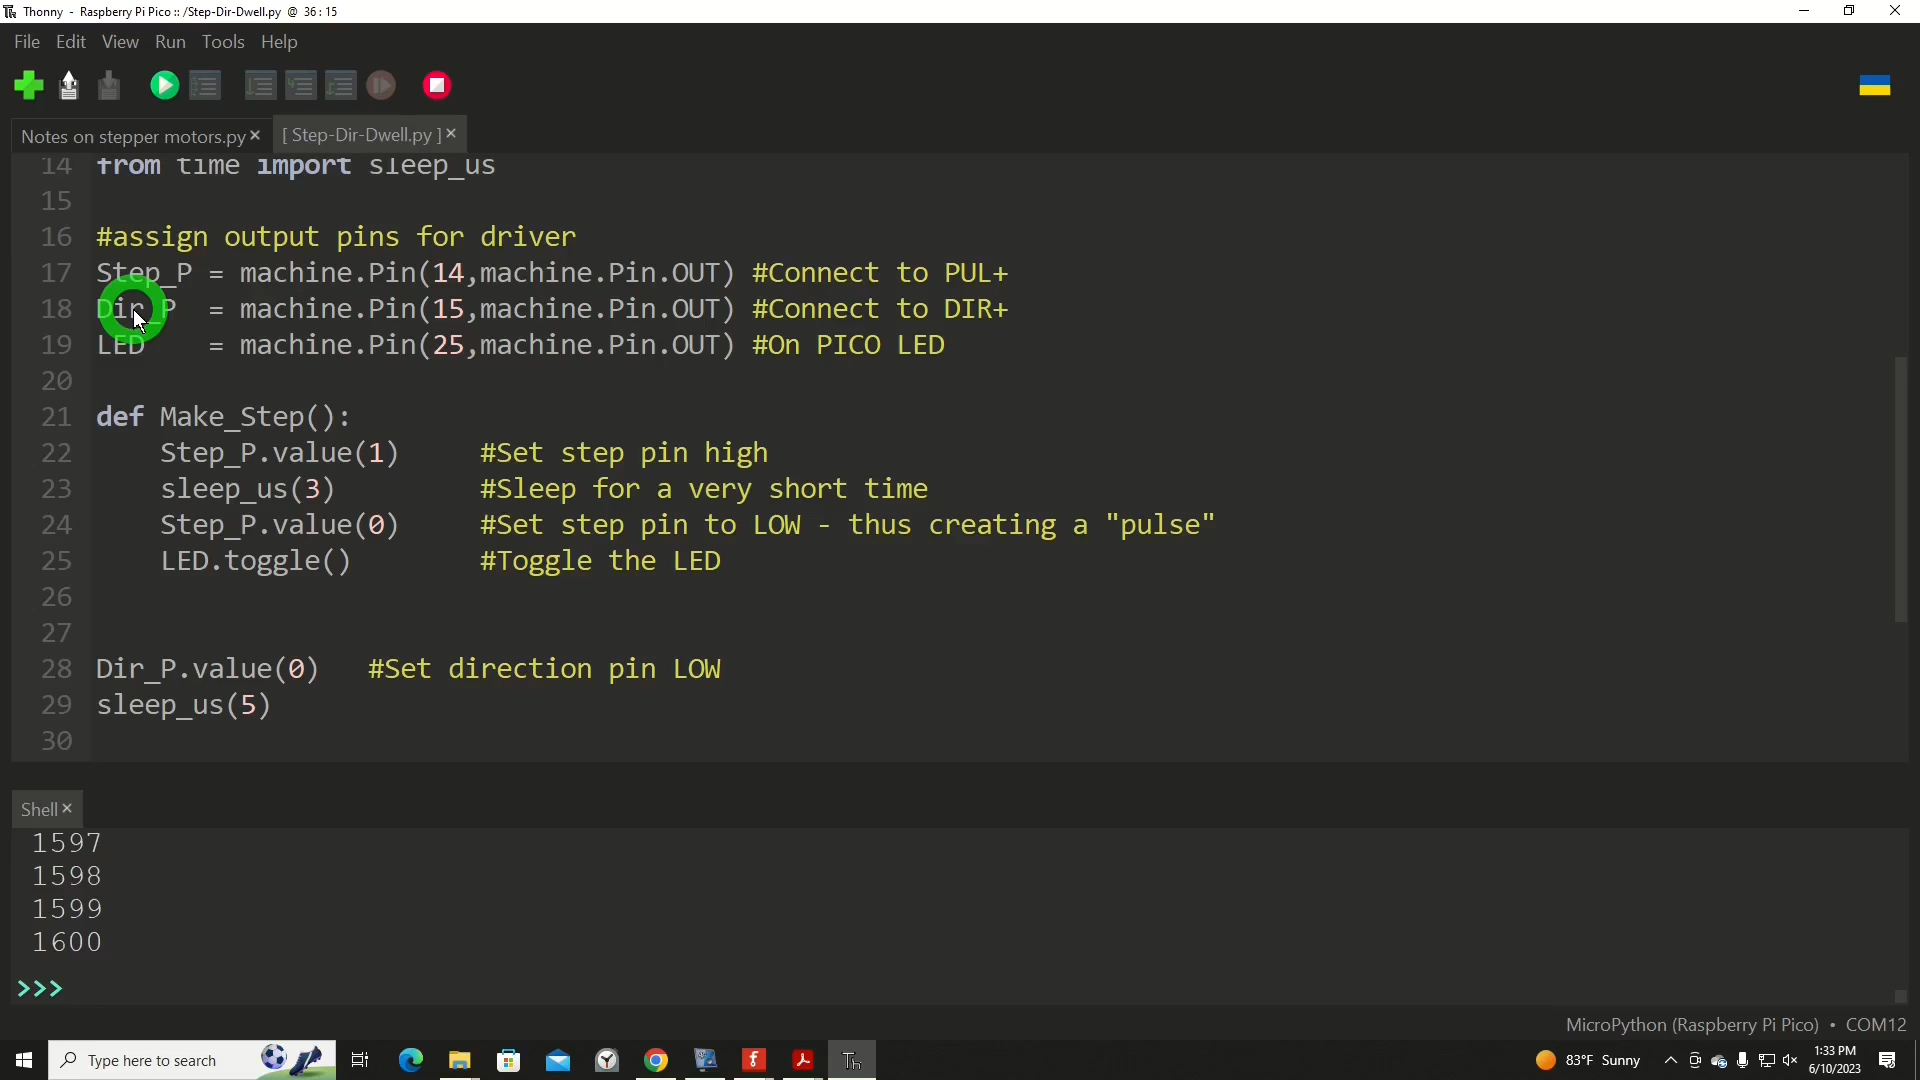 Thonny - Raspberry Pi Pico :: /Step-Dir-Dwell.py @ 36 : 15
File Edit View Run Tools Help
Notes on stepper motors.py × [ Step-Dir-Dwell.py ] ×
14 from time import sleep_us
15
16 #assign output pins for driver
17 Step_P = machine.Pin(14,machine.Pin.OUT) #Connect to PUL+
18 Dir_P  = machine.Pin(15,machine.Pin.OUT) #Connect to DIR+
19 LED    = machine.Pin(25,machine.Pin.OUT) #On PICO LED
20
21 def Make_Step():
22     Step_P.value(1)     #Set step pin high
23     sleep_us(3)         #Sleep for a very short time
24     Step_P.value(0)     #Set step pin to LOW - thus creating a "pulse"
25     LED.toggle()        #Toggle the LED
26
27
28 Dir_P.value(0)   #Set direction pin LOW
29 sleep_us(5)
30
Shell ×
1597
1598
1599
1600
>>>
MicroPython (Raspberry Pi Pico) • COM12
Type here to search
Th
83°F Sunny
1:33 PM
6/10/2023